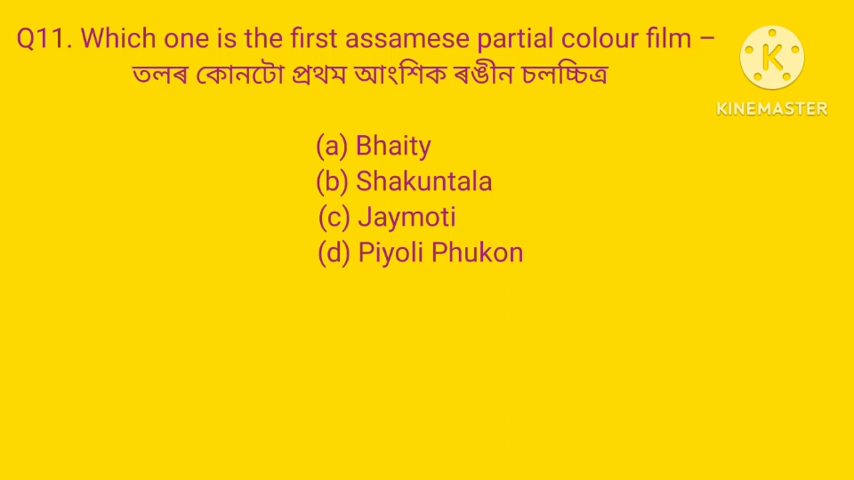 Q11. Which one is the first assamese partial colour film –
তলৰ কোনটো প্ৰথম আংশিক ৰঙীন চলচ্চিত্ৰ
(a) Bhaity
(b) Shakuntala
(c) Jaymoti
(d) Piyoli Phukon
K
KINEMASTER